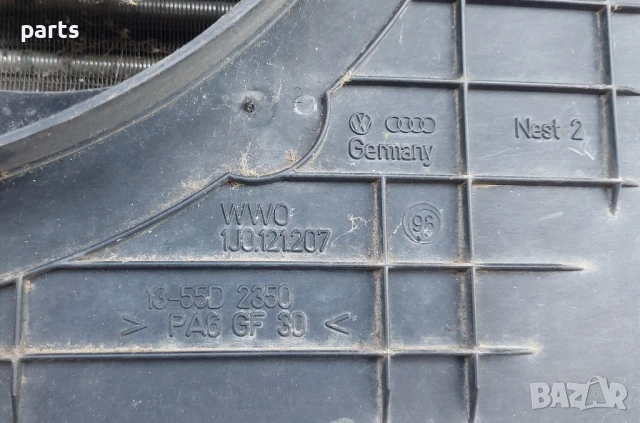 parts
Germany
Nest 2
WWO
1J0.121.207
98
13-55D 2350
> PA6 GF 30 <
BAZAR